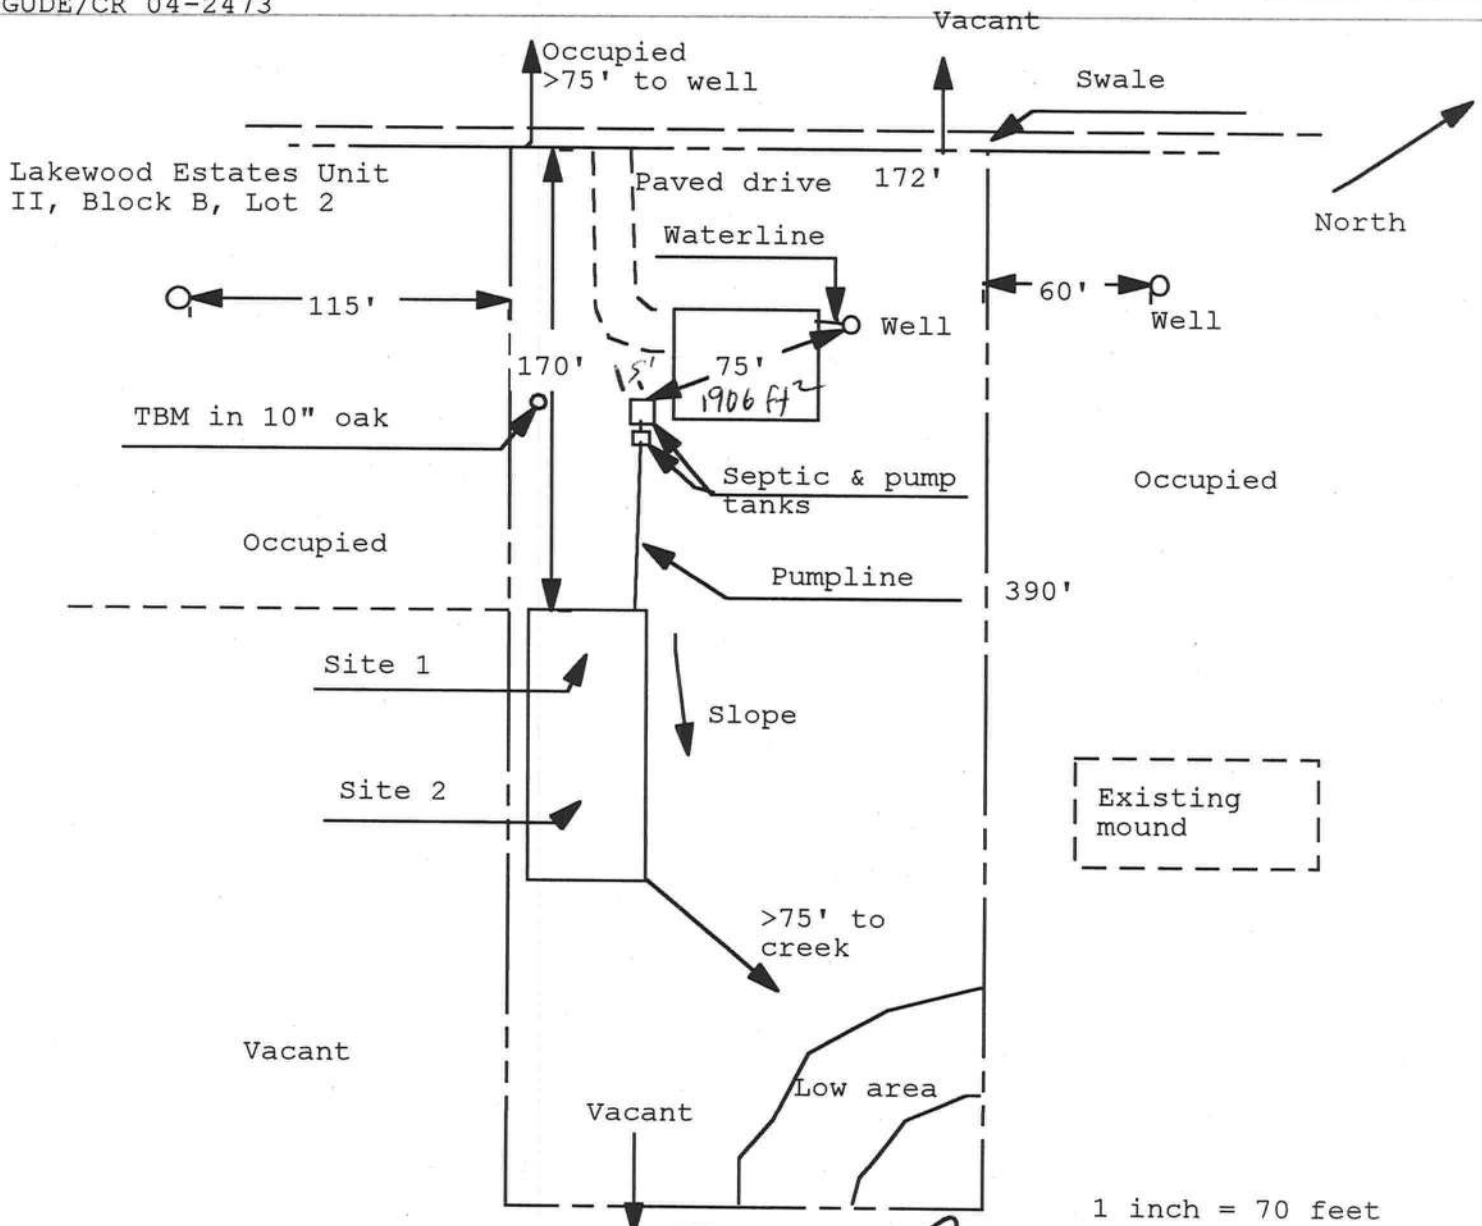 GUDE/CR 04-2473
Vacant
Occupied
>75' to well
Swale
Lakewood Estates Unit
II, Block B, Lot 2
Paved drive
172'
North
Waterline
115'
60'
Well
Well
170'
5'
75'
1906 ft²
TBM in 10" oak
Septic & pump
tanks
Occupied
Occupied
Pumpline
390'
Site 1
Slope
Site 2
Existing
mound
>75' to
creek
Vacant
Low area
Vacant
1 inch = 70 feet